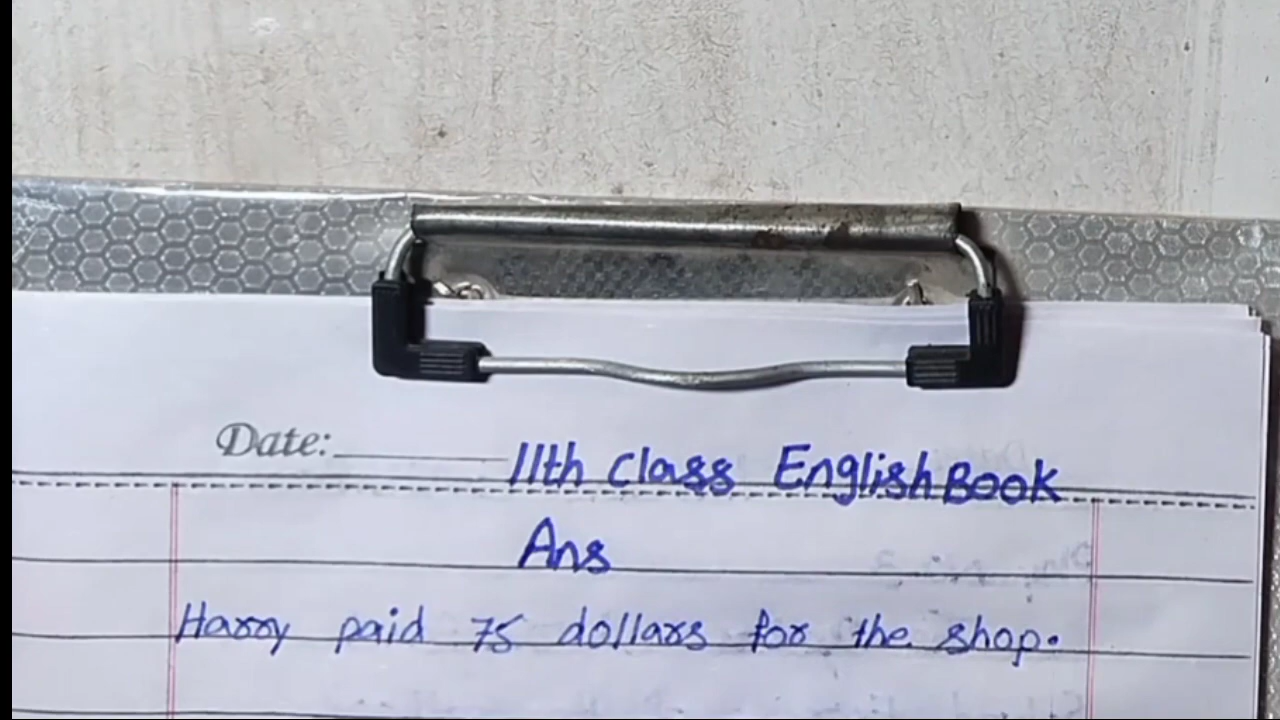 Date:
11th Class English Book
Ans
Harry paid 75 dollars for the shop.